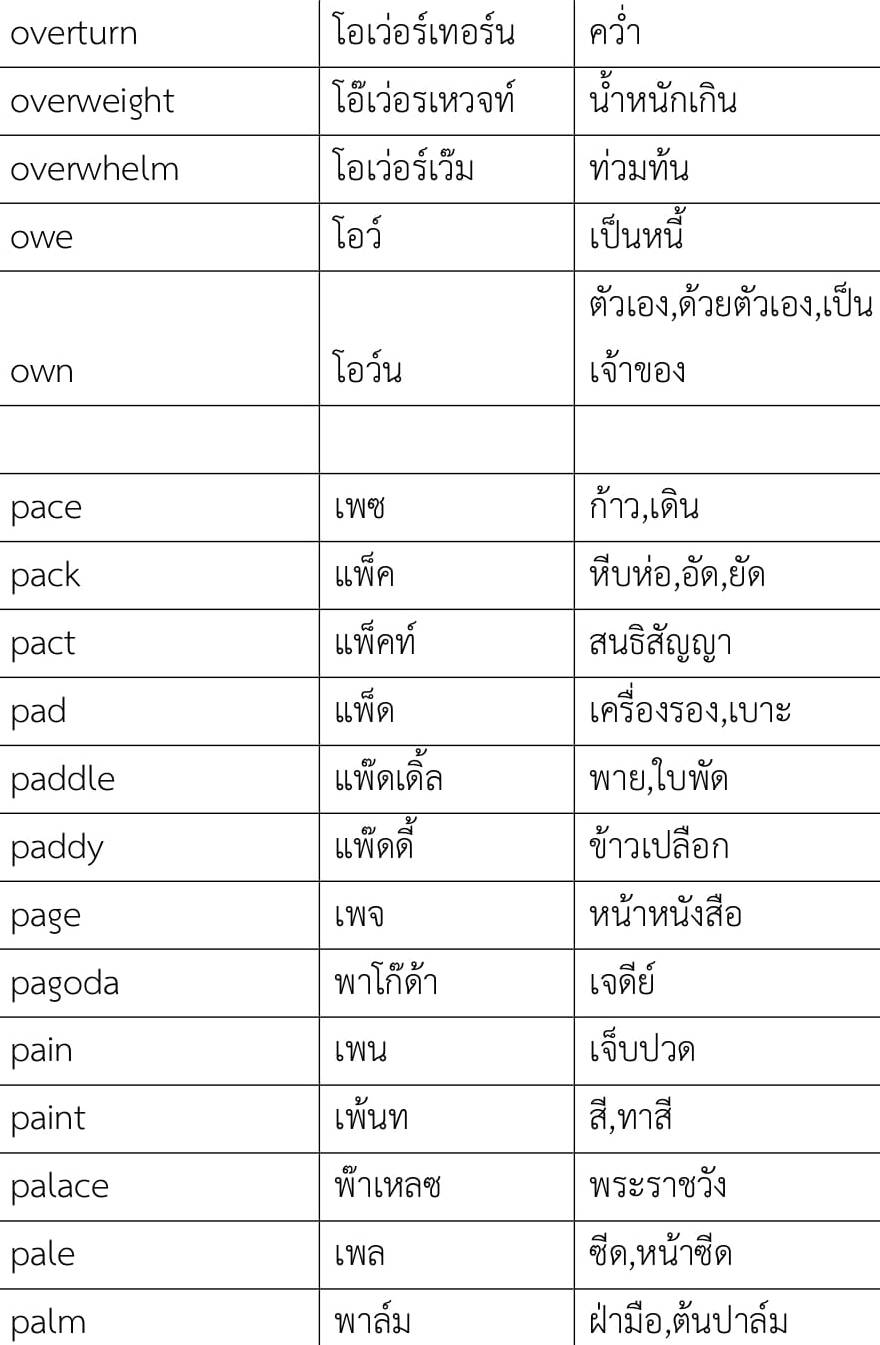 overturn โอเว่อร์เทอร์น คว่ำ
overweight โอ๊เว่อรเหวจท์ น้ำหนักเกิน
overwhelm โอเว่อร์เว๊ม ท่วมท้น
owe โอว์ เป็นหนี้
ตัวเอง,ด้วยตัวเอง,เป็น
own โอว์น เจ้าของ
pace เพซ ก้าว,เดิน
pack แพ็ค หีบห่อ,อัด,ยัด
pact แพ็คท์ สนธิสัญญา
pad แพ็ด เครื่องรอง,เบาะ
paddle แพ๊ดเดิ้ล พาย,ใบพัด
paddy แพ๊ดดี้ ข้าวเปลือก
page เพจ หน้าหนังสือ
pagoda พาโก๊ด้า เจดีย์
pain เพน เจ็บปวด
paint เพ้นท สี,ทาสี
palace พ๊าเหลซ พระราชวัง
pale เพล ซีด,หน้าซีด
palm พาล์ม ฝ่ามือ,ต้นปาล์ม